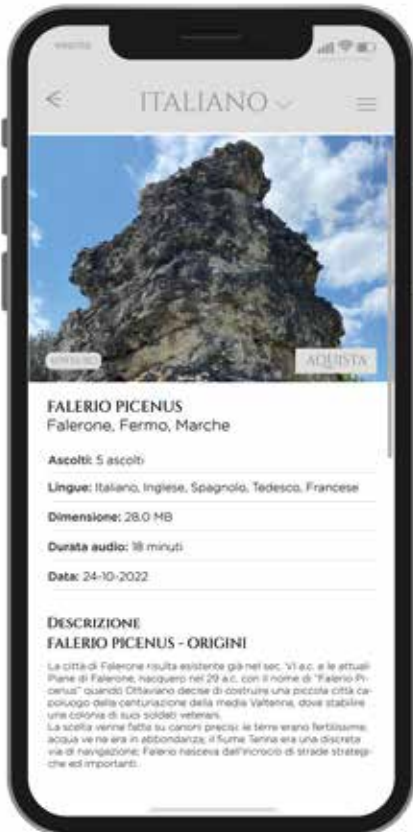 ITALIANO
AQUISTA
FALERIO PICENUS
Falerone, Fermo, Marche
Ascolti: 5 ascolti
Lingue: Italiano, Inglese, Spagnolo, Tedesco, Francese
Dimensione: 28.0 MB
Durata audio: 18 minuti
Data: 24-10-2022
DESCRIZIONE
FALERIO PICENUS - ORIGINI
La città di Falerone risulta esistente già nel sec. VI a.c. e le attuali
Piane di Falerone, nacquero nel 29 a.c. con il nome di "Falerio Pi-
cenus" quando Ottaviano decise di costruire una piccola città ca-
poluogo della centuriazione della media Valtenna, dove stabilire
una colonia di suoi soldati veterani.
La scelta venne fatta su canoni precisi: le terre erano fertilissime,
acqua ve ne era in abbondanza; il fiume Tenna era una discreta
via di navigazione; Falerio nasceva dall'incrocio di strade strategi-
che ed importanti.